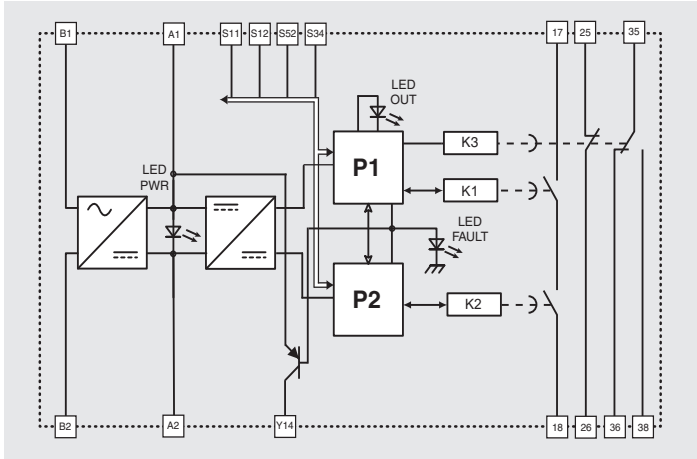 B1
A1
S11
S12
S52
S34
17
25
35
LED
OUT
P1
K3
K1
LED
PWR
LED
FAULT
P2
K2
B2
A2
Y14
18
26
36
38